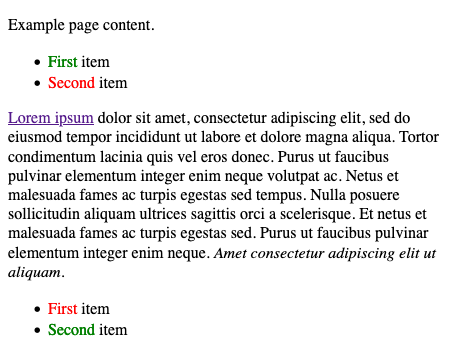 Example page content.
• First item
• Second item
Lorem ipsum dolor sit amet, consectetur adipiscing elit, sed do
eiusmod tempor incididunt ut labore et dolore magna aliqua. Tortor
condimentum lacinia quis vel eros donec. Purus ut faucibus
pulvinar elementum integer enim neque volutpat ac. Netus et
malesuada fames ac turpis egestas sed tempus. Nulla posuere
sollicitudin aliquam ultrices sagittis orci a scelerisque. Et netus et
malesuada fames ac turpis egestas sed. Purus ut faucibus pulvinar
elementum integer enim neque. Amet consectetur adipiscing elit ut
aliquam.
• First item
• Second item